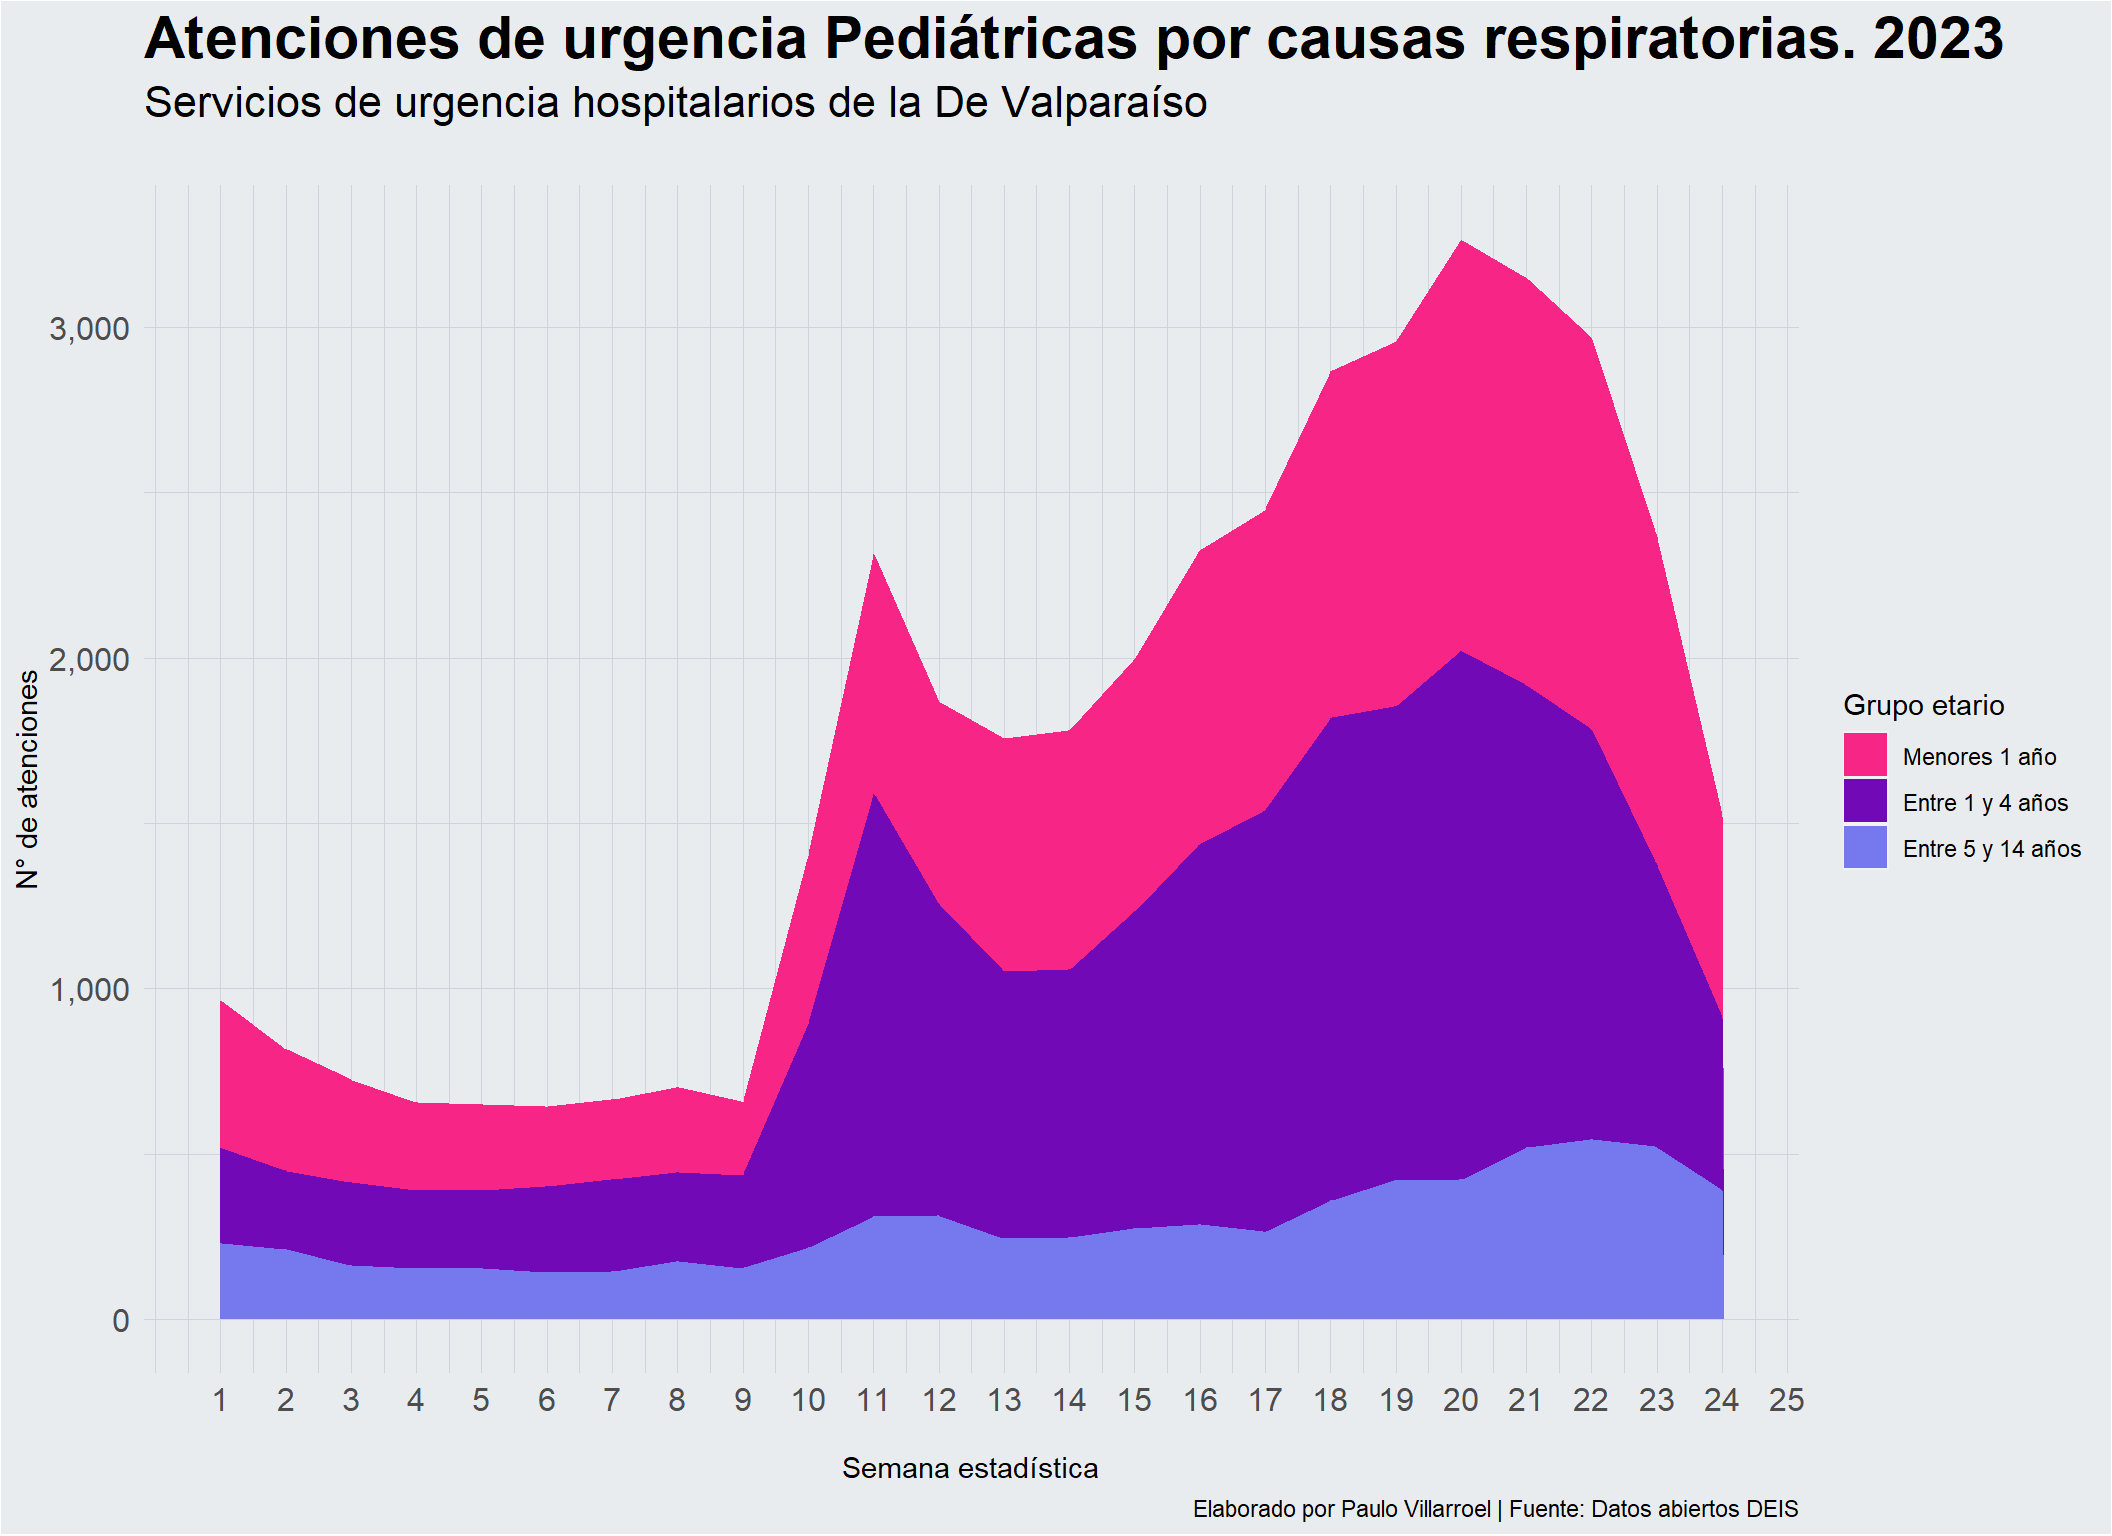 Atenciones de urgencia Pediátricas por causas respiratorias. 2023
Servicios de urgencia hospitalarios de la De Valparaíso
N° de atenciones
3,000
2,000
1,000
0
1 2 3 4 5 6 7 8 9 10 11 12 13 14 15 16 17 18 19 20 21 22 23 24 25
Semana estadística
Grupo etario
Menores 1 año
Entre 1 y 4 años
Entre 5 y 14 años
Elaborado por Paulo Villarroel | Fuente: Datos abiertos DEIS